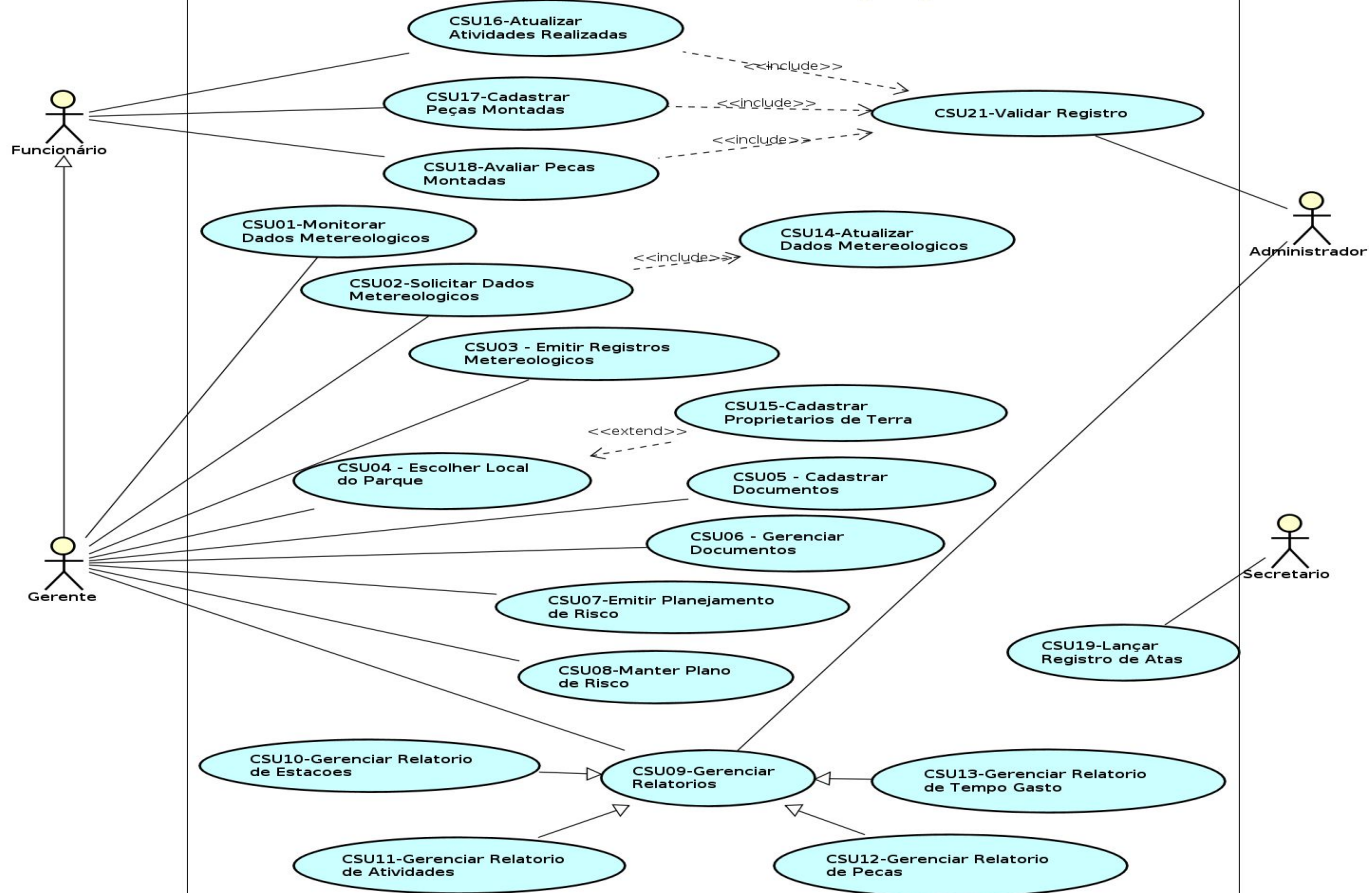 CSU16-Atualizar
Atividades Realizadas
<<include>>
CSU17-Cadastrar
Peças Montadas
<<include>>
CSU21-Validar Registro
Funcionário
<<include>>
CSU18-Avaliar Pecas
Montadas
CSU01-Monitorar
Dados Metereologicos
CSU14-Atualizar
Dados Metereologicos
Administrador
<<include>>
CSU02-Solicitar Dados
Metereologicos
CSU03 - Emitir Registros
Metereologicos
CSU15-Cadastrar
Proprietarios de Terra
<<extend>>
CSU04 - Escolher Local
do Parque
CSU05 - Cadastrar
Documentos
CSU06 - Gerenciar
Documentos
Gerente
Secretario
CSU07-Emitir Planejamento
de Risco
CSU19-Lançar
Registro de Atas
CSU08-Manter Plano
de Risco
CSU10-Gerenciar Relatorio
de Estacoes
CSU09-Gerenciar
Relatorios
CSU13-Gerenciar Relatorio
de Tempo Gasto
CSU11-Gerenciar Relatorio
de Atividades
CSU12-Gerenciar Relatorio
de Pecas